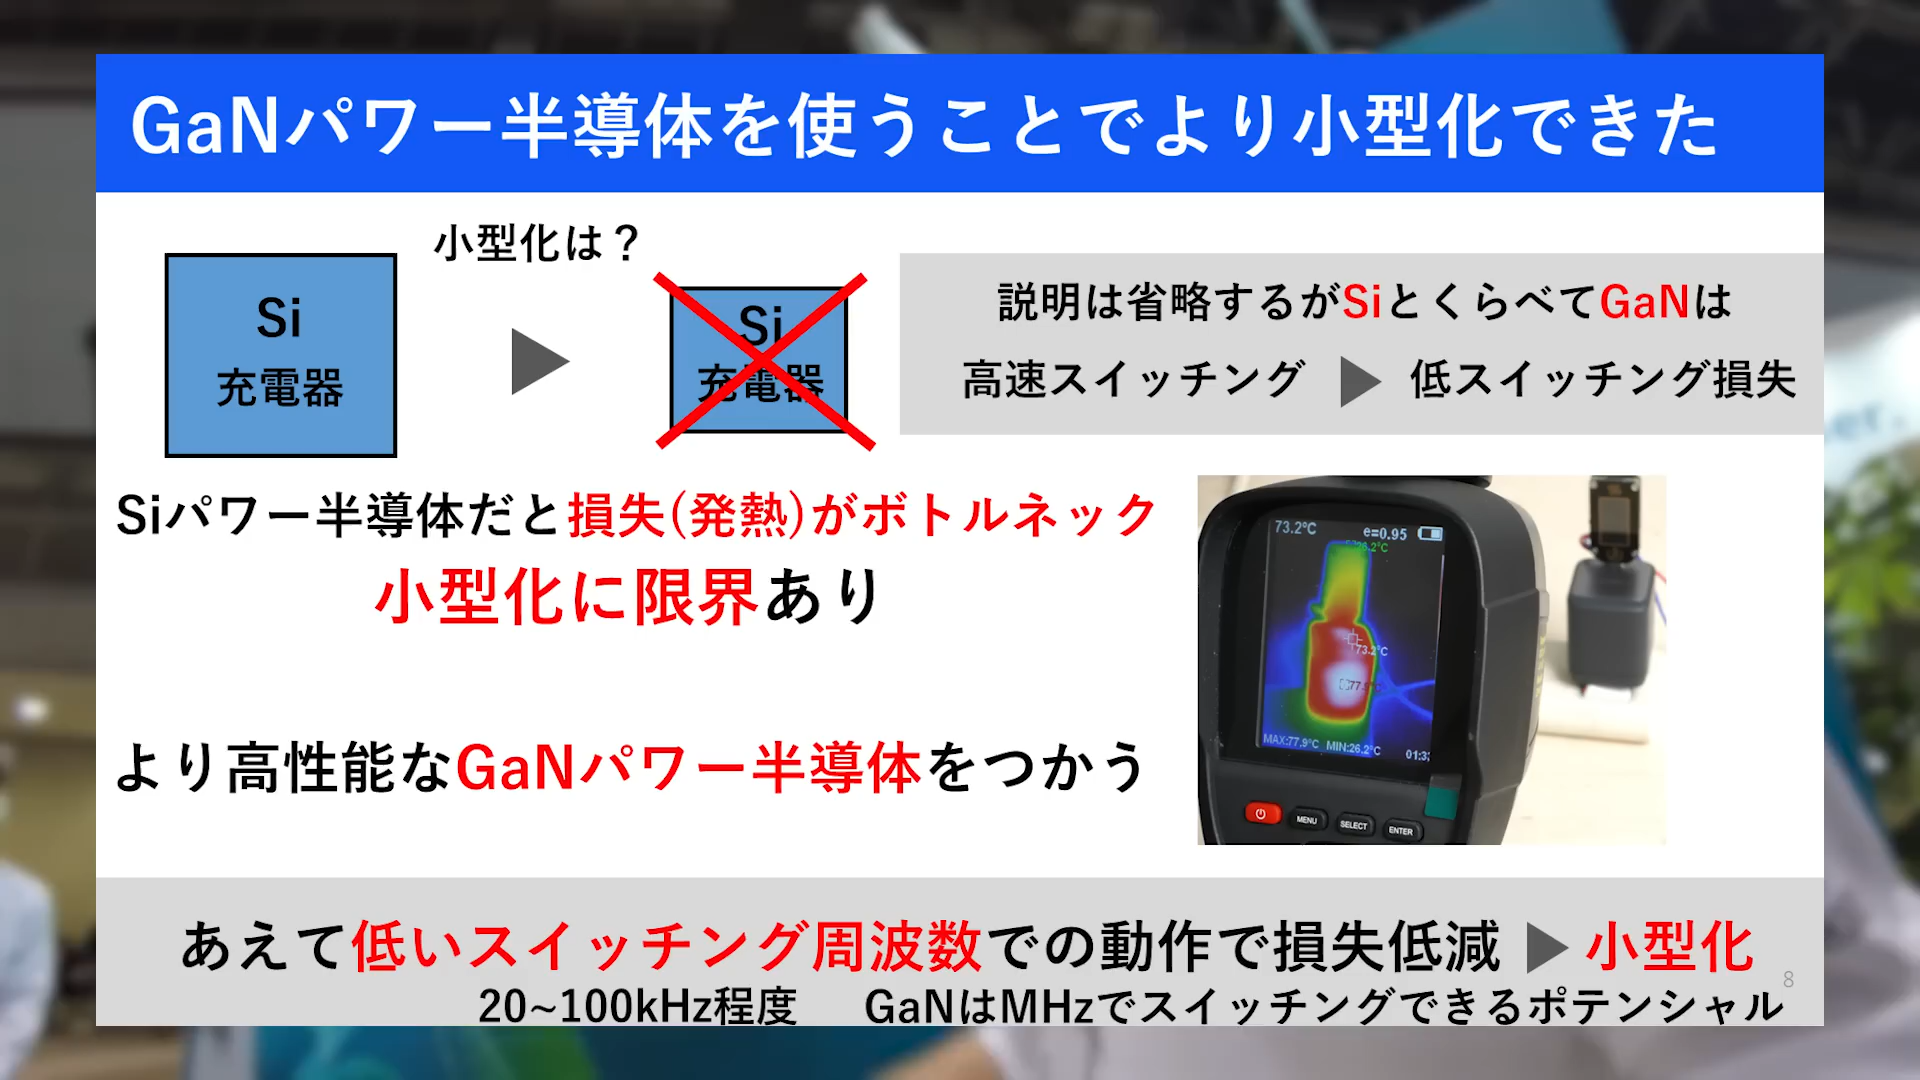 GaNパワー半導体を使うことでより小型化できた
小型化は？
Si
充電器
Si
充電器
説明は省略するがSiとくらべてGaNは
高速スイッチング 低スイッチング損失
Siパワー半導体だと損失(発熱)がボトルネック
小型化に限界あり
73.2℃ e=0.95
26.2℃
73.2℃
MAX:77.9℃ MIN:26.2℃
MENU
SELECT
ENTER
より高性能なGaNパワー半導体をつかう
あえて低いスイッチング周波数での動作で損失低減 小型化
20~100kHz程度 GaNはMHzでスイッチングできるポテンシャル
8